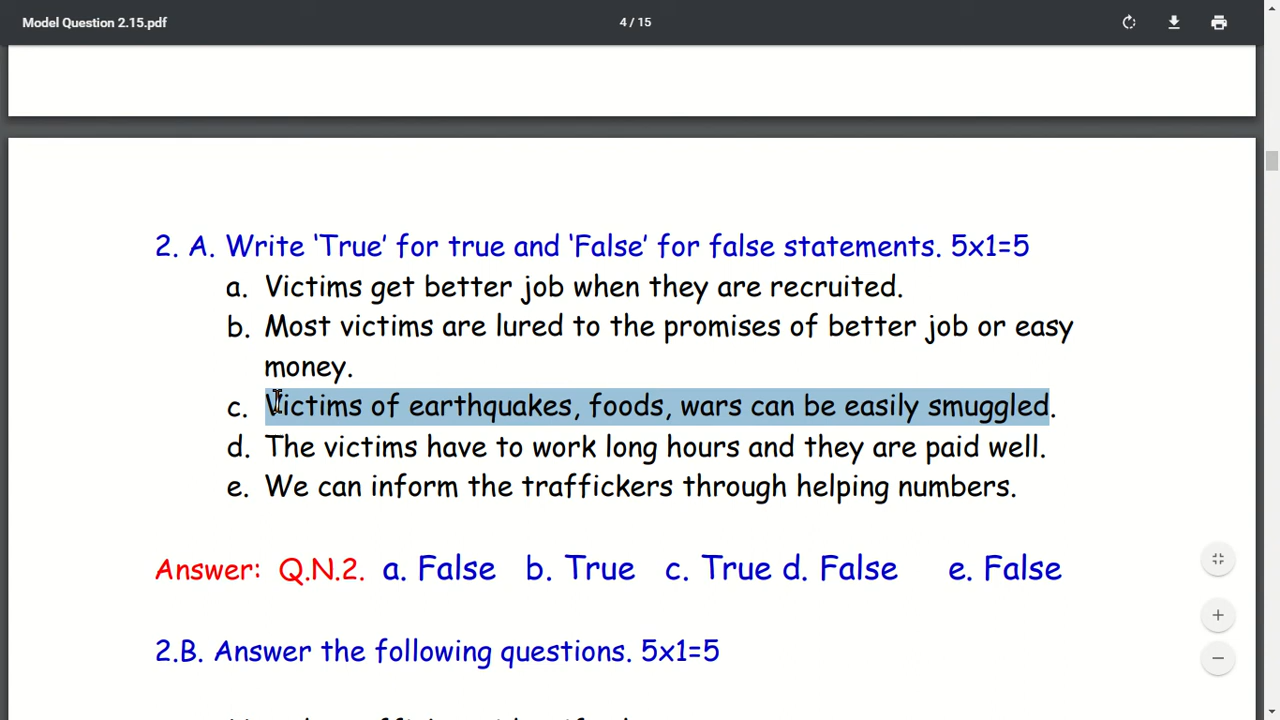 Model Question 2.15.pdf
4 / 15
2. A. Write ‘True’ for true and ‘False’ for false statements. 5x1=5
a. Victims get better job when they are recruited.
b. Most victims are lured to the promises of better job or easy
money.
c. Victims of earthquakes, foods, wars can be easily smuggled.
d. The victims have to work long hours and they are paid well.
e. We can inform the traffickers through helping numbers.
Answer: Q.N.2. a. False b. True c. True d. False e. False
2.B. Answer the following questions. 5x1=5